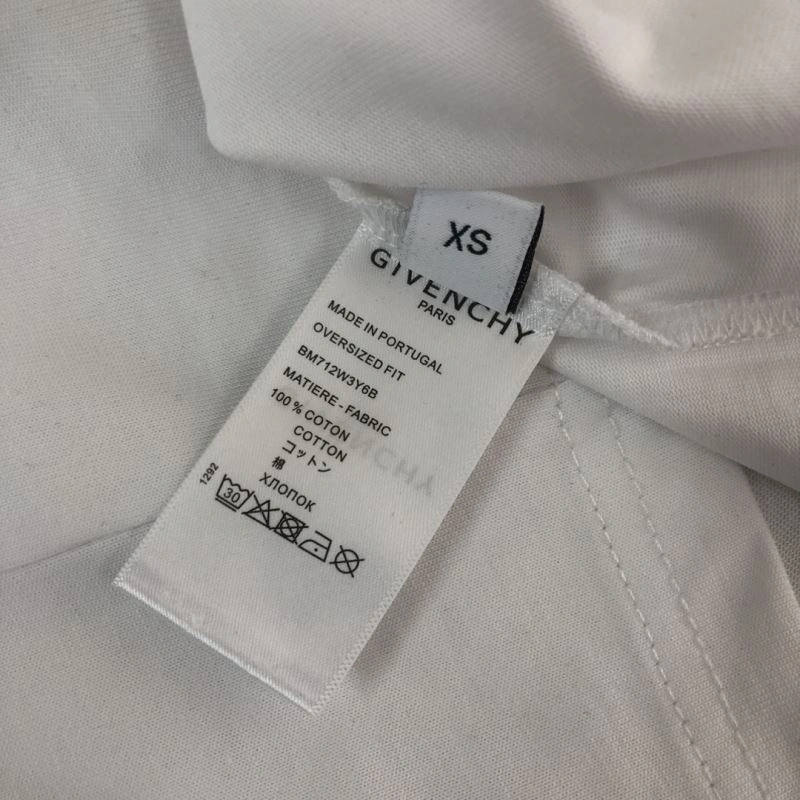 XS
GIVENCHY
PARIS
MADE IN PORTUGAL
OVERSIZED FIT
BM712W3Y6B
MATIERE - FABRIC
100 % COTON
COTTON
コットン
棉
ХЛОПОК
1292
30